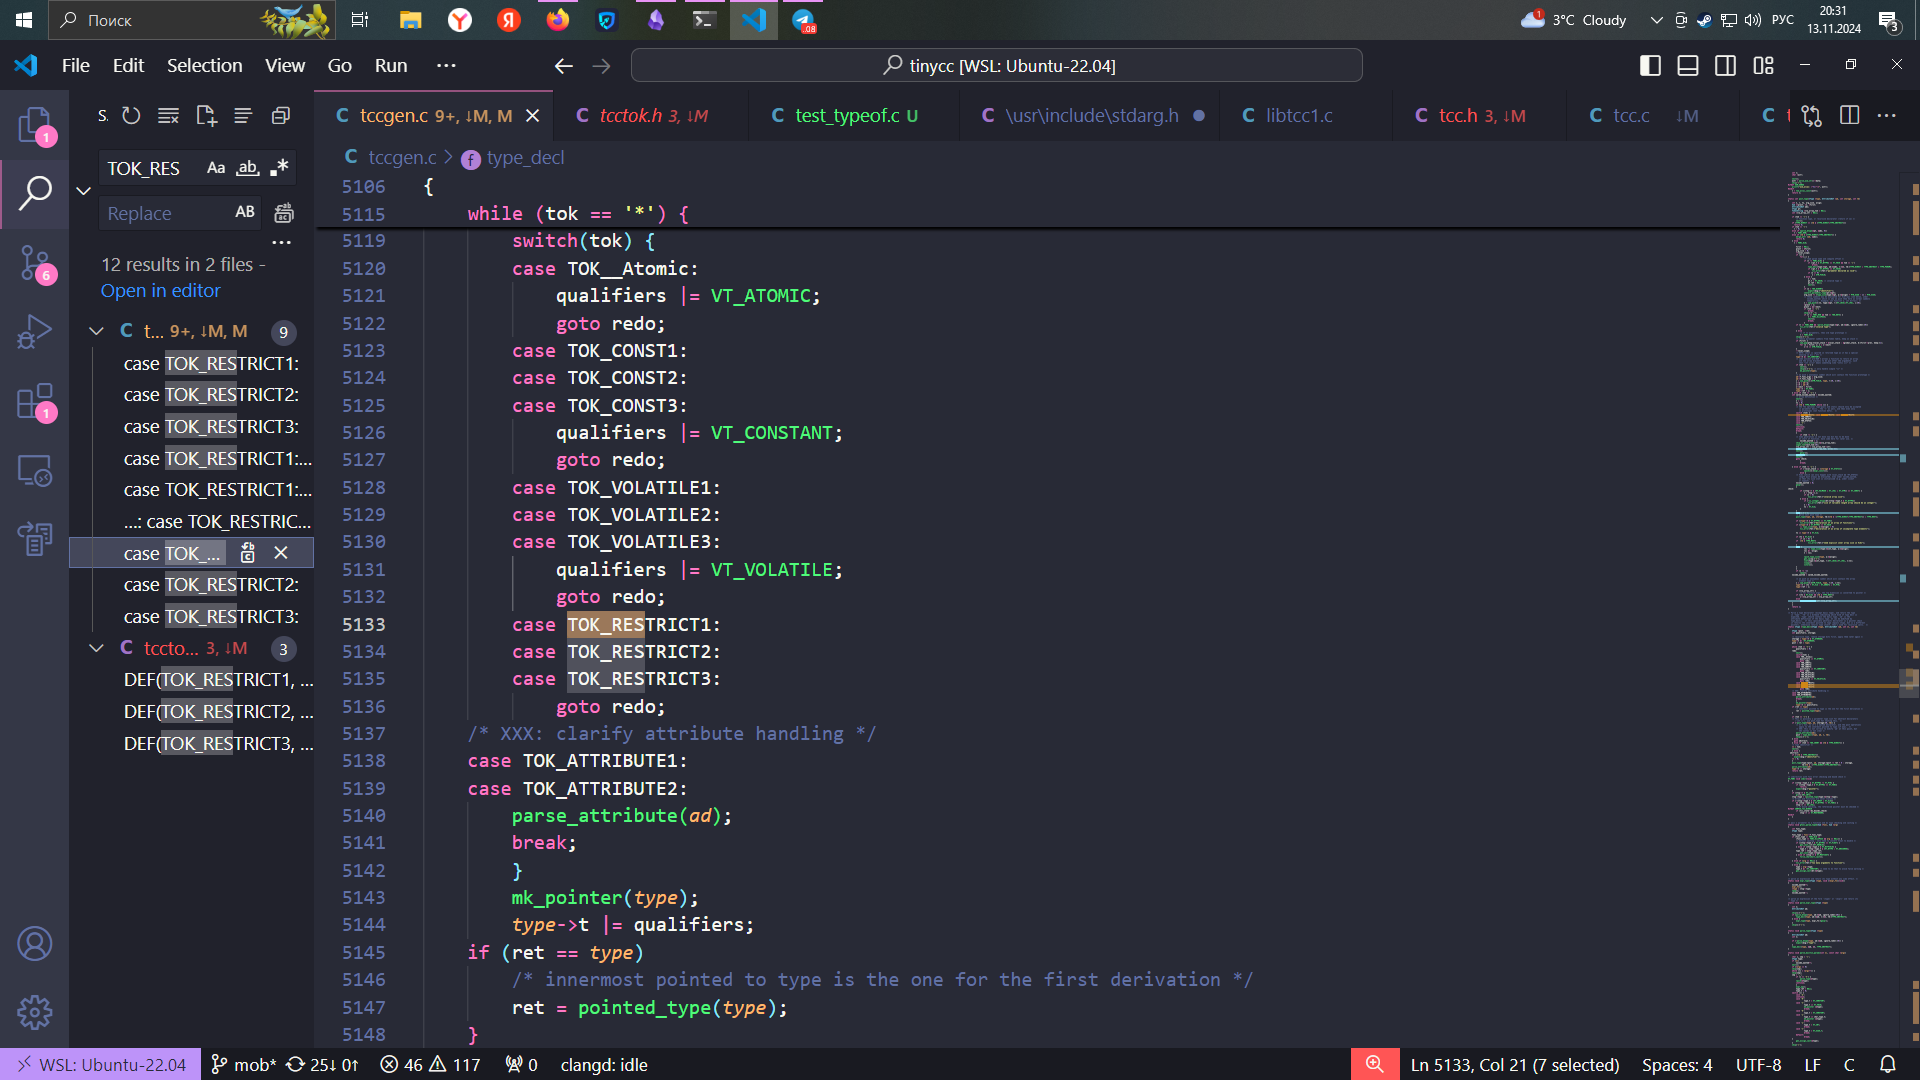 Поиск
3°C Cloudy
РУС
20:31
13.11.2024
3
File Edit Selection View Go Run ···
tinycc [WSL: Ubuntu-22.04]
S.
tccgen.c 9+, ↓M, M
tcctok.h 3, ↓M
test_typeof.c U
\usr\include\stdarg.h
libtcc1.c
tcc.h 3, ↓M
tcc.c ↓M
tccgen.c > type_decl
TOK_RES Aa ab
Replace AB
12 results in 2 files -
Open in editor
t... 9+, ↓M, M 9
case TOK_RESTRICT1:
case TOK_RESTRICT2:
case TOK_RESTRICT3:
case TOK_RESTRICT1:...
case TOK_RESTRICT1:...
...: case TOK_RESTRIC...
case TOK_...
case TOK_RESTRICT2:
case TOK_RESTRICT3:
tccto... 3, ↓M 3
DEF(TOK_RESTRICT1, ...
DEF(TOK_RESTRICT2, ...
DEF(TOK_RESTRICT3, ...
1
6
1
5106 {
5115 while (tok == '*') {
5119 switch(tok) {
5120 case TOK__Atomic:
5121 qualifiers |= VT_ATOMIC;
5122 goto redo;
5123 case TOK_CONST1:
5124 case TOK_CONST2:
5125 case TOK_CONST3:
5126 qualifiers |= VT_CONSTANT;
5127 goto redo;
5128 case TOK_VOLATILE1:
5129 case TOK_VOLATILE2:
5130 case TOK_VOLATILE3:
5131 qualifiers |= VT_VOLATILE;
5132 goto redo;
5133 case TOK_RESTRICT1:
5134 case TOK_RESTRICT2:
5135 case TOK_RESTRICT3:
5136 goto redo;
5137 /* XXX: clarify attribute handling */
5138 case TOK_ATTRIBUTE1:
5139 case TOK_ATTRIBUTE2:
5140 parse_attribute(ad);
5141 break;
5142 }
5143 mk_pointer(type);
5144 type->t |= qualifiers;
5145 if (ret == type)
5146 /* innermost pointed to type is the one for the first derivation */
5147 ret = pointed_type(type);
5148 }
WSL: Ubuntu-22.04 mob* 25↓ 0↑ 46 117 0 clangd: idle
Ln 5133, Col 21 (7 selected) Spaces: 4 UTF-8 LF C